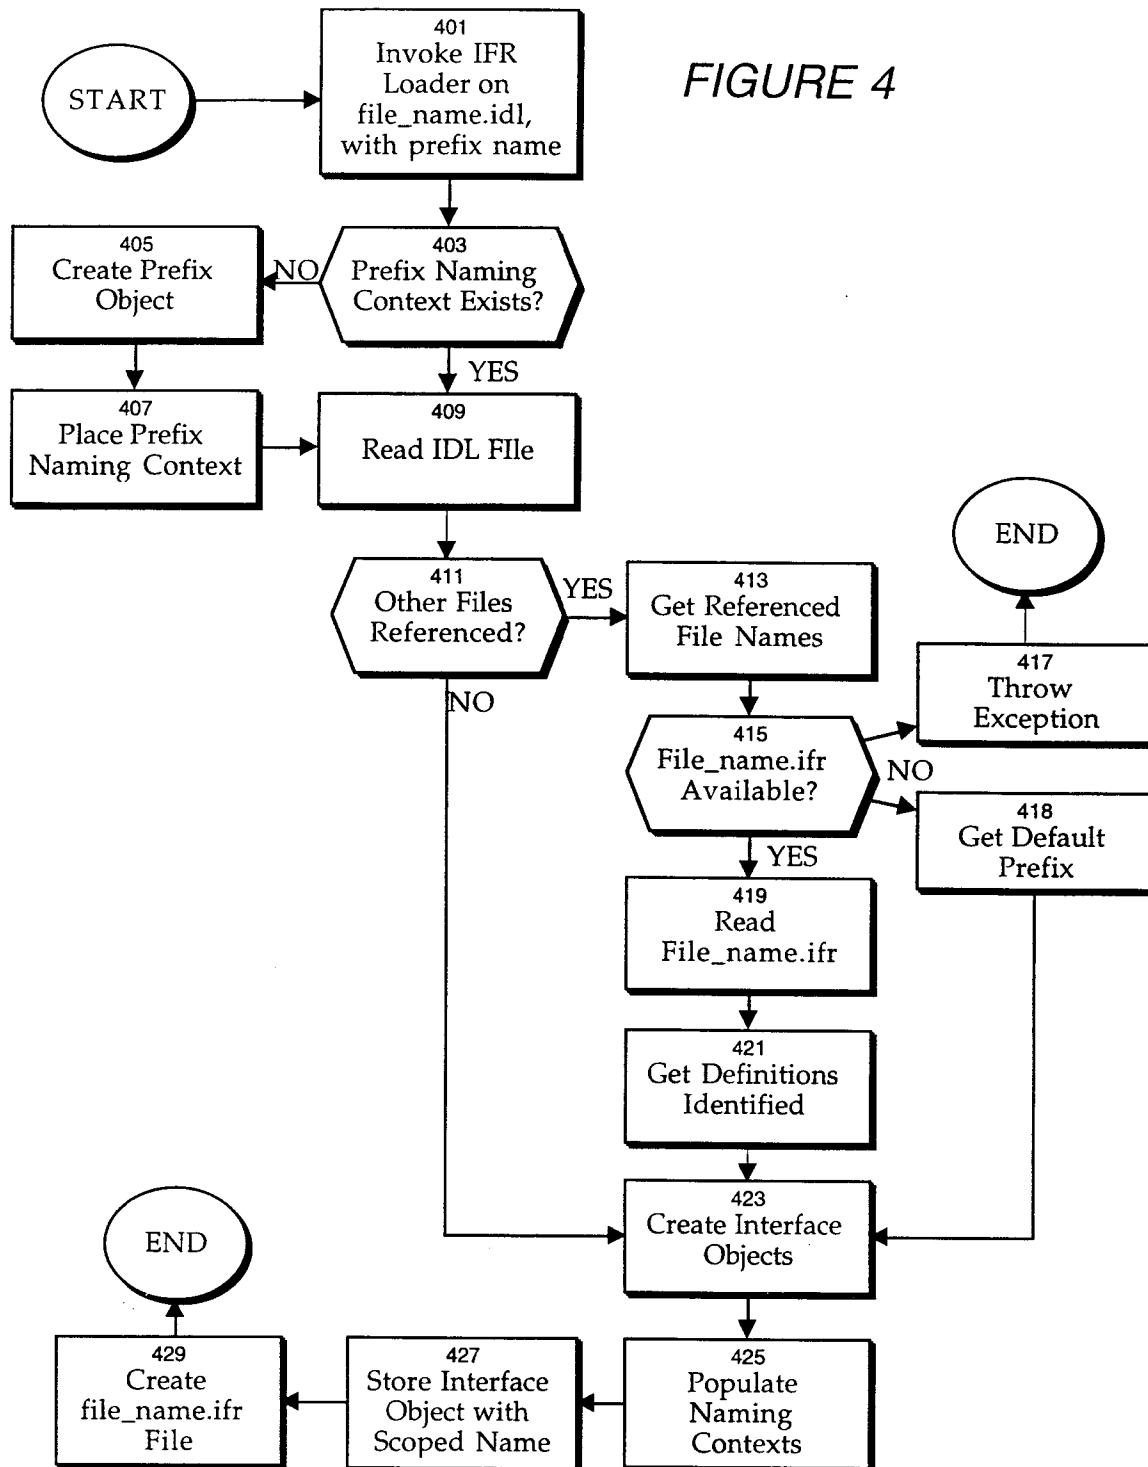 FIGURE 4
START
401
Invoke IFR
Loader on
file_name.idl,
with prefix name
403
Prefix Naming
Context Exists?
NO
YES
405
Create Prefix
Object
407
Place Prefix
Naming Context
409
Read IDL FIle
411
Other Files
Referenced?
YES
NO
413
Get Referenced
File Names
END
417
Throw
Exception
415
File_name.ifr
Available?
NO
YES
418
Get Default
Prefix
419
Read
File_name.ifr
421
Get Definitions
Identified
423
Create Interface
Objects
END
425
Populate
Naming
Contexts
427
Store Interface
Object with
Scoped Name
429
Create
file_name.ifr
File